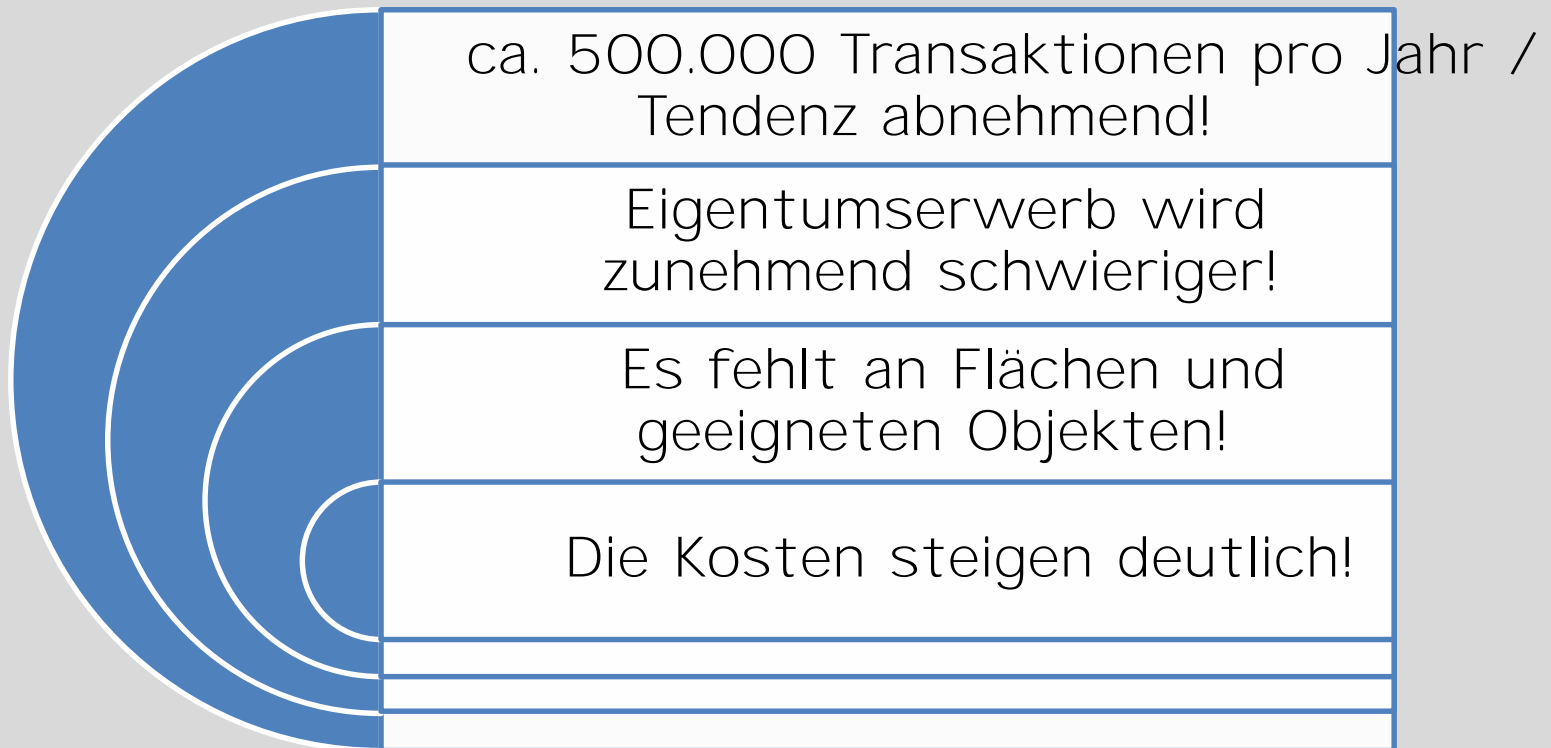 ca. 500.000 Transaktionen pro Jahr /
Tendenz abnehmend!
Eigentumserwerb wird
zunehmend schwieriger!
Es fehlt an Flächen und
geeigneten Objekten!
Die Kosten steigen deutlich!